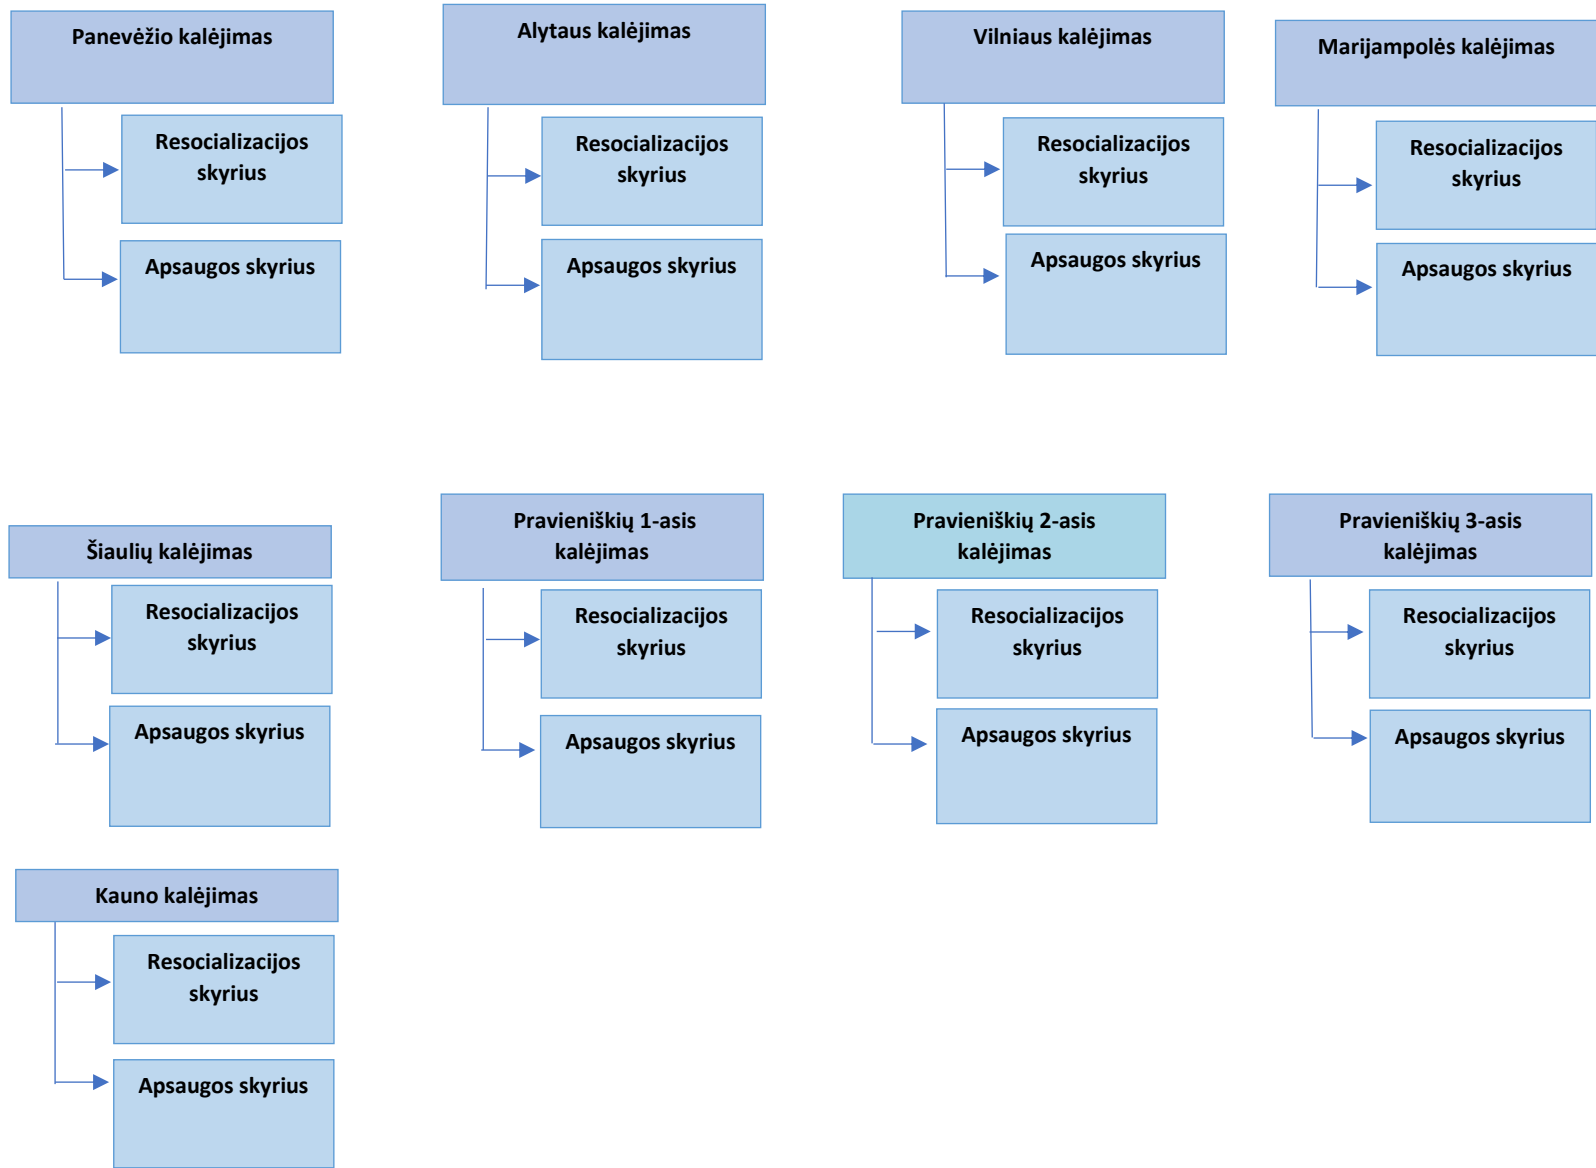 Panevėžio kalėjimas
Resocializacijos
skyrius
Apsaugos skyrius
Alytaus kalėjimas
Resocializacijos
skyrius
Apsaugos skyrius
Vilniaus kalėjimas
Resocializacijos
skyrius
Apsaugos skyrius
Marijampolės kalėjimas
Resocializacijos
skyrius
Apsaugos skyrius
Šiaulių kalėjimas
Resocializacijos
skyrius
Apsaugos skyrius
Pravieniškių 1-asis
kalėjimas
Resocializacijos
skyrius
Apsaugos skyrius
Pravieniškių 2-asis
kalėjimas
Resocializacijos
skyrius
Apsaugos skyrius
Pravieniškių 3-asis
kalėjimas
Resocializacijos
skyrius
Apsaugos skyrius
Kauno kalėjimas
Resocializacijos
skyrius
Apsaugos skyrius